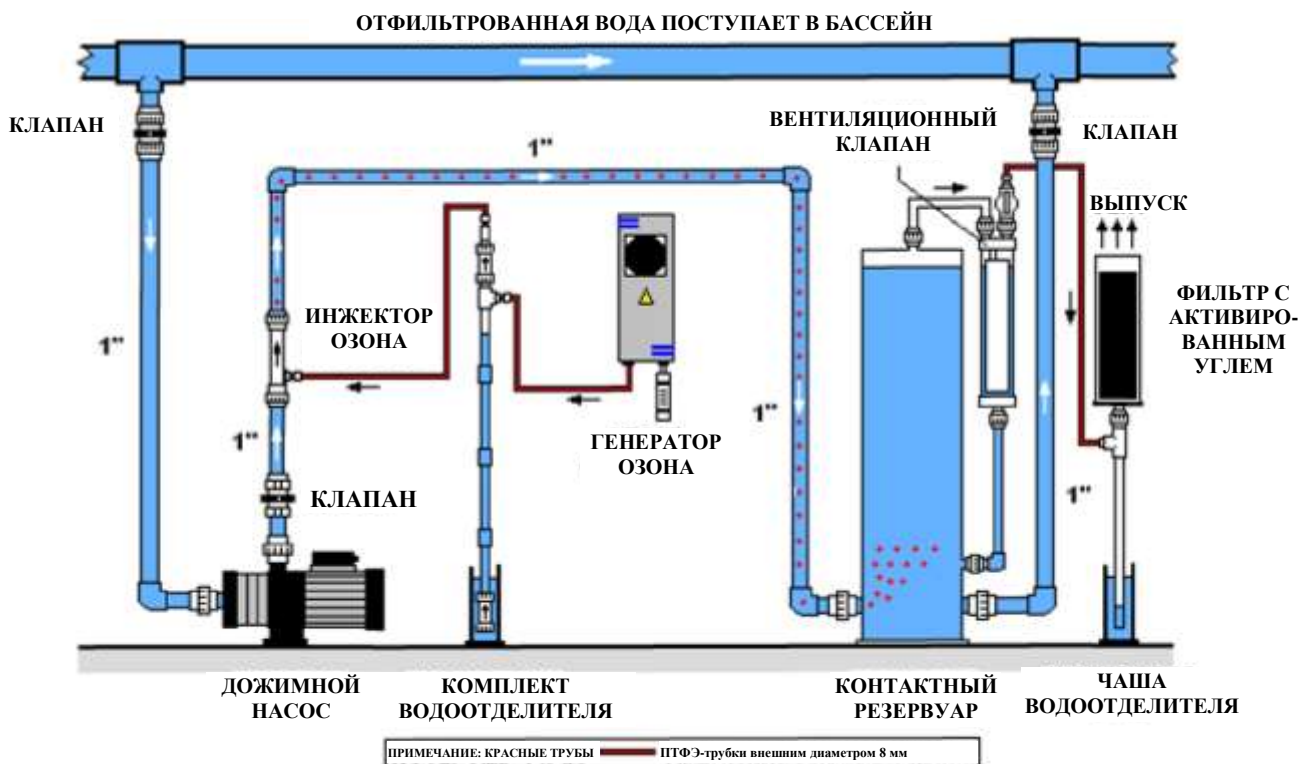 ОТФИЛЬТРОВАННАЯ ВОДА ПОСТУПАЕТ В БАССЕЙН
КЛАПАН
ВЕНТИЛЯЦИОННЫЙ
КЛАПАН
КЛАПАН
1"
ВЫПУСК
ИНЖЕКТОР
ОЗОНА
ФИЛЬТР С
АКТИВИРО-
ВАННЫМ
УГЛЕМ
1"
1"
1"
ГЕНЕРАТОР
ОЗОНА
КЛАПАН
1"
ДОЖИМНОЙ
НАСОС
КОМПЛЕКТ
ВОДООТДЕЛИТЕЛЯ
КОНТАКТНЫЙ
РЕЗЕРВУАР
ЧАША
ВОДООТДЕЛИТЕЛЯ
ПРИМЕЧАНИЕ: КРАСНЫЕ ТРУБЫ ПТФЭ-трубки внешним диаметром 8 мм